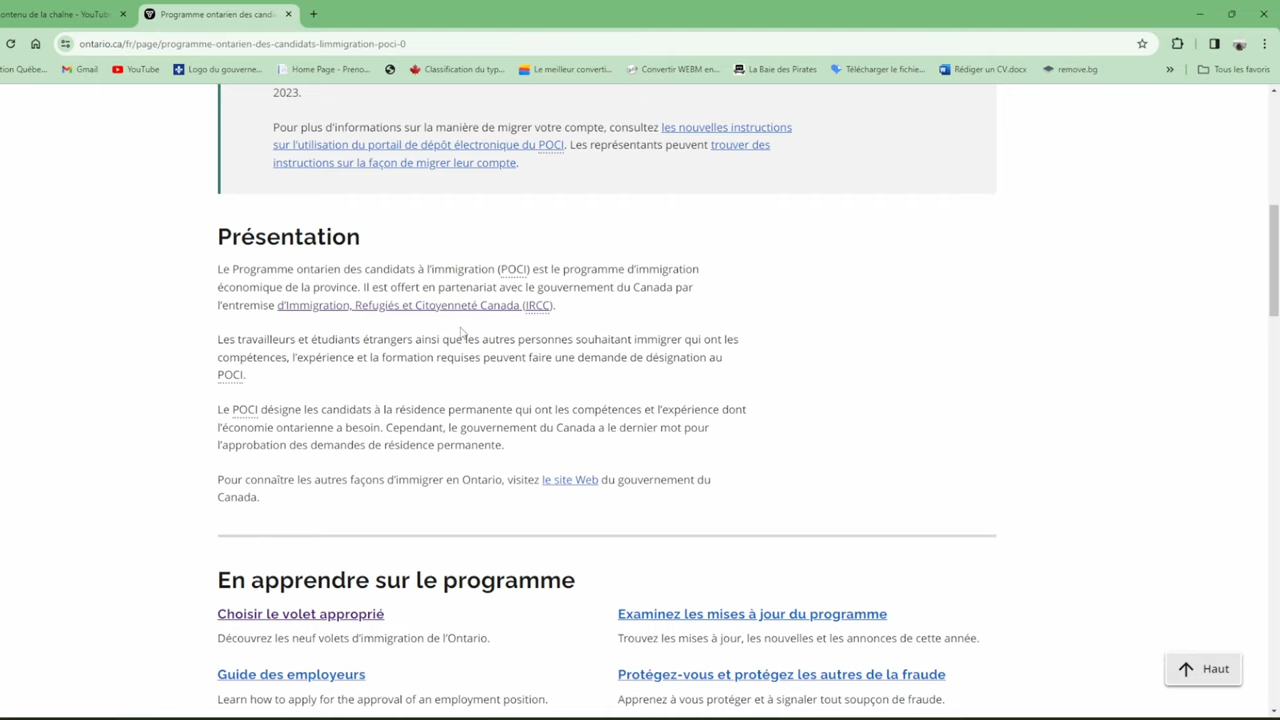 ontenu de la chaîne - YouTub
Programme ontarien des candi
ontario.ca/fr/page/programme-ontarien-des-candidats-limmigration-poci-0
tion Québe...
Gmail
YouTube
Logo du gouverne...
Home Page - Preno...
Classification du typ...
Le meilleur converti...
Convertir WEBM en...
La Baie des Pirates
Télécharger le fichie...
Rédiger un CV.docx
remove.bg
»
Tous les favoris
2023.
Pour plus d'informations sur la manière de migrer votre compte, consultez les nouvelles instructions
sur l'utilisation du portail de dépôt électronique du POCI. Les représentants peuvent trouver des
instructions sur la façon de migrer leur compte.
Présentation
Le Programme ontarien des candidats à l'immigration (POCI) est le programme d'immigration
économique de la province. Il est offert en partenariat avec le gouvernement du Canada par
l'entremise d'Immigration, Refugiés et Citoyenneté Canada (IRCC).
Les travailleurs et étudiants étrangers ainsi que les autres personnes souhaitant immigrer qui ont les
compétences, l'expérience et la formation requises peuvent faire une demande de désignation au
POCI.
Le POCI désigne les candidats à la résidence permanente qui ont les compétences et l'expérience dont
l'économie ontarienne a besoin. Cependant, le gouvernement du Canada a le dernier mot pour
l'approbation des demandes de résidence permanente.
Pour connaître les autres façons d'immigrer en Ontario, visitez le site Web du gouvernement du
Canada.
En apprendre sur le programme
Choisir le volet approprié
Découvrez les neuf volets d'immigration de l'Ontario.
Examinez les mises à jour du programme
Trouvez les mises à jour, les nouvelles et les annonces de cette année.
Guide des employeurs
Learn how to apply for the approval of an employment position.
Protégez-vous et protégez les autres de la fraude
Apprenez à vous protéger et à signaler tout soupçon de fraude.
Haut